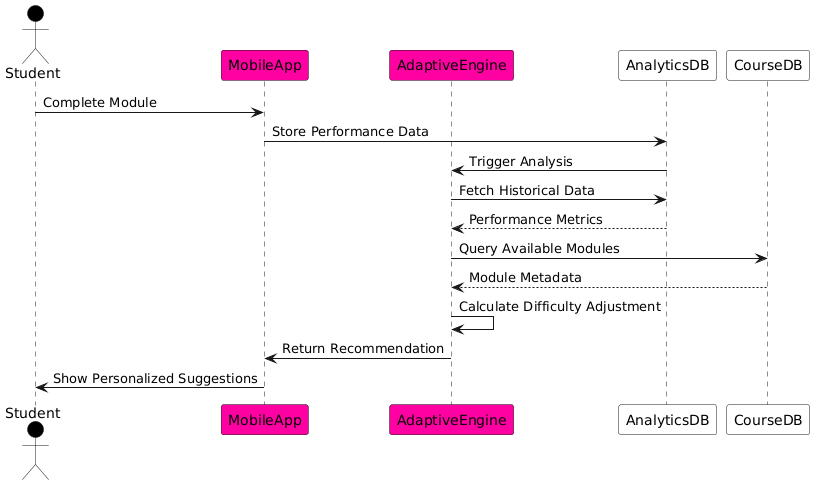 Student
MobileApp
AdaptiveEngine
AnalyticsDB
CourseDB
Complete Module
Store Performance Data
Trigger Analysis
Fetch Historical Data
Performance Metrics
Query Available Modules
Module Metadata
Calculate Difficulty Adjustment
Return Recommendation
Show Personalized Suggestions
Student
MobileApp
AdaptiveEngine
AnalyticsDB
CourseDB